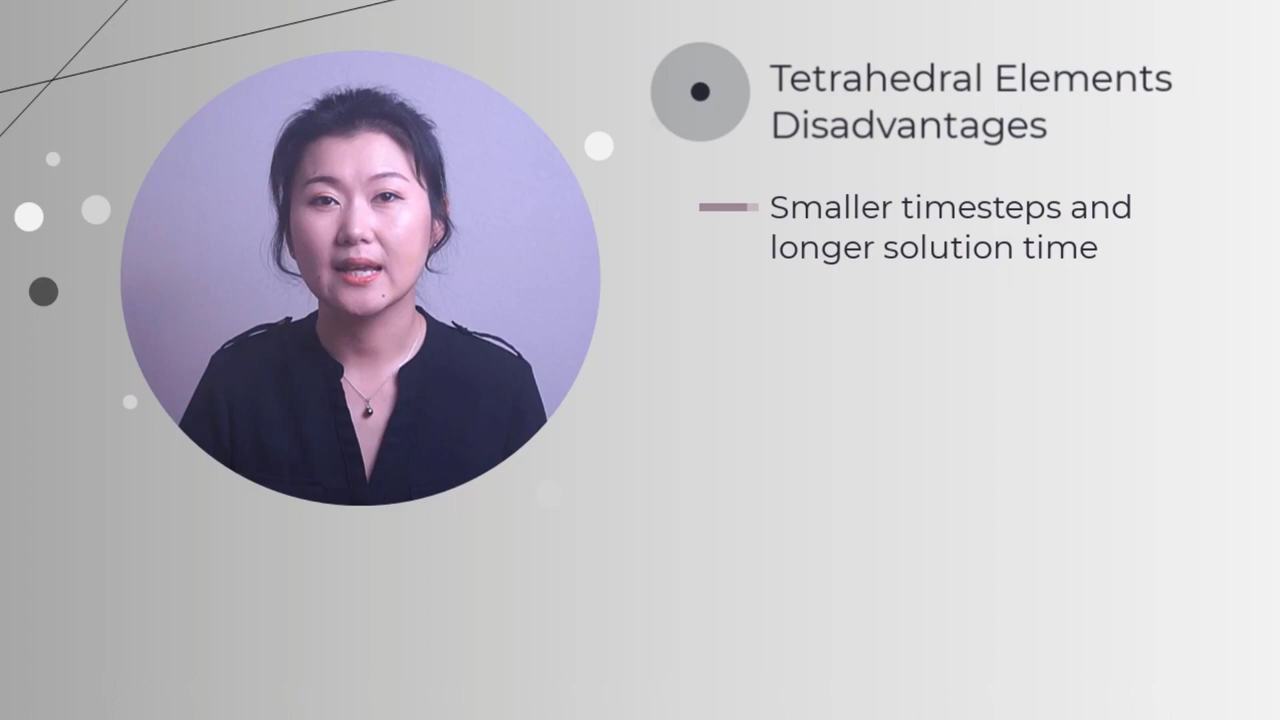 Tetrahedral Elements
Disadvantages
Smaller timesteps and
longer solution time